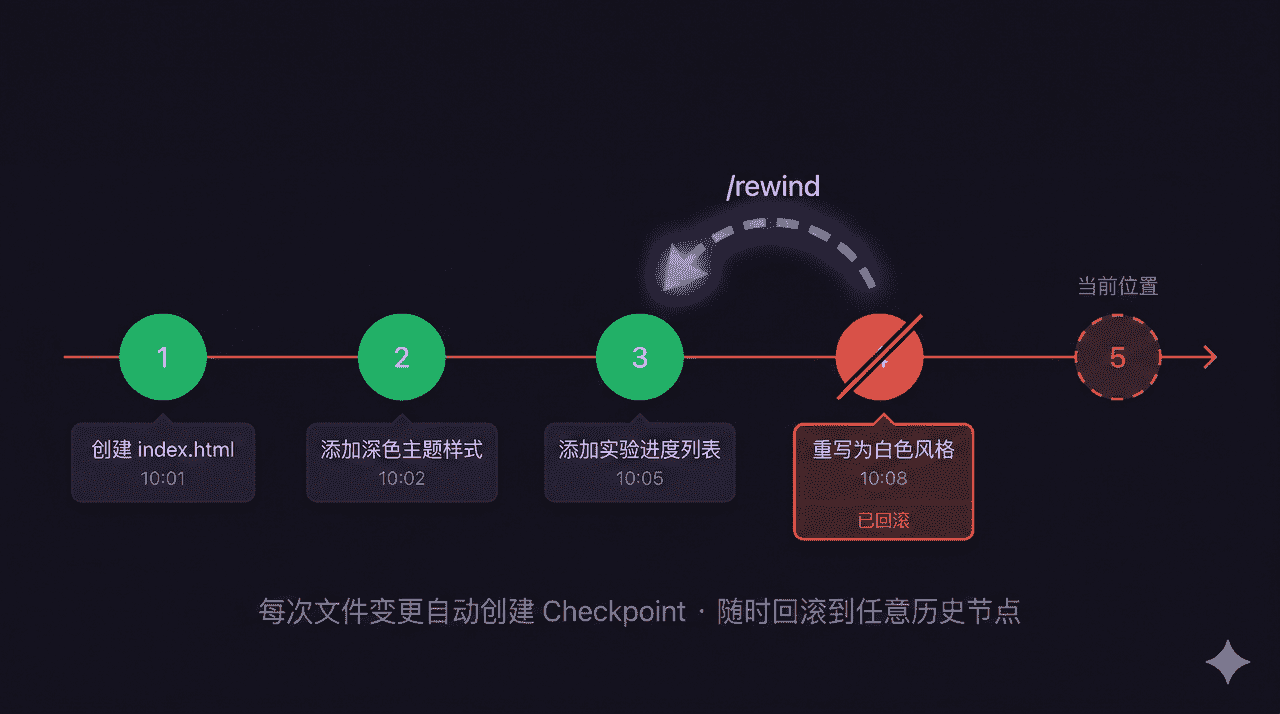 /rewind
当前位置
1
2
3
5
创建 index.html
10:01
添加深色主题样式
10:02
添加实验进度列表
10:05
重写为白色风格
10:08
已回滚
每次文件变更自动创建 Checkpoint · 随时回滚到任意历史节点